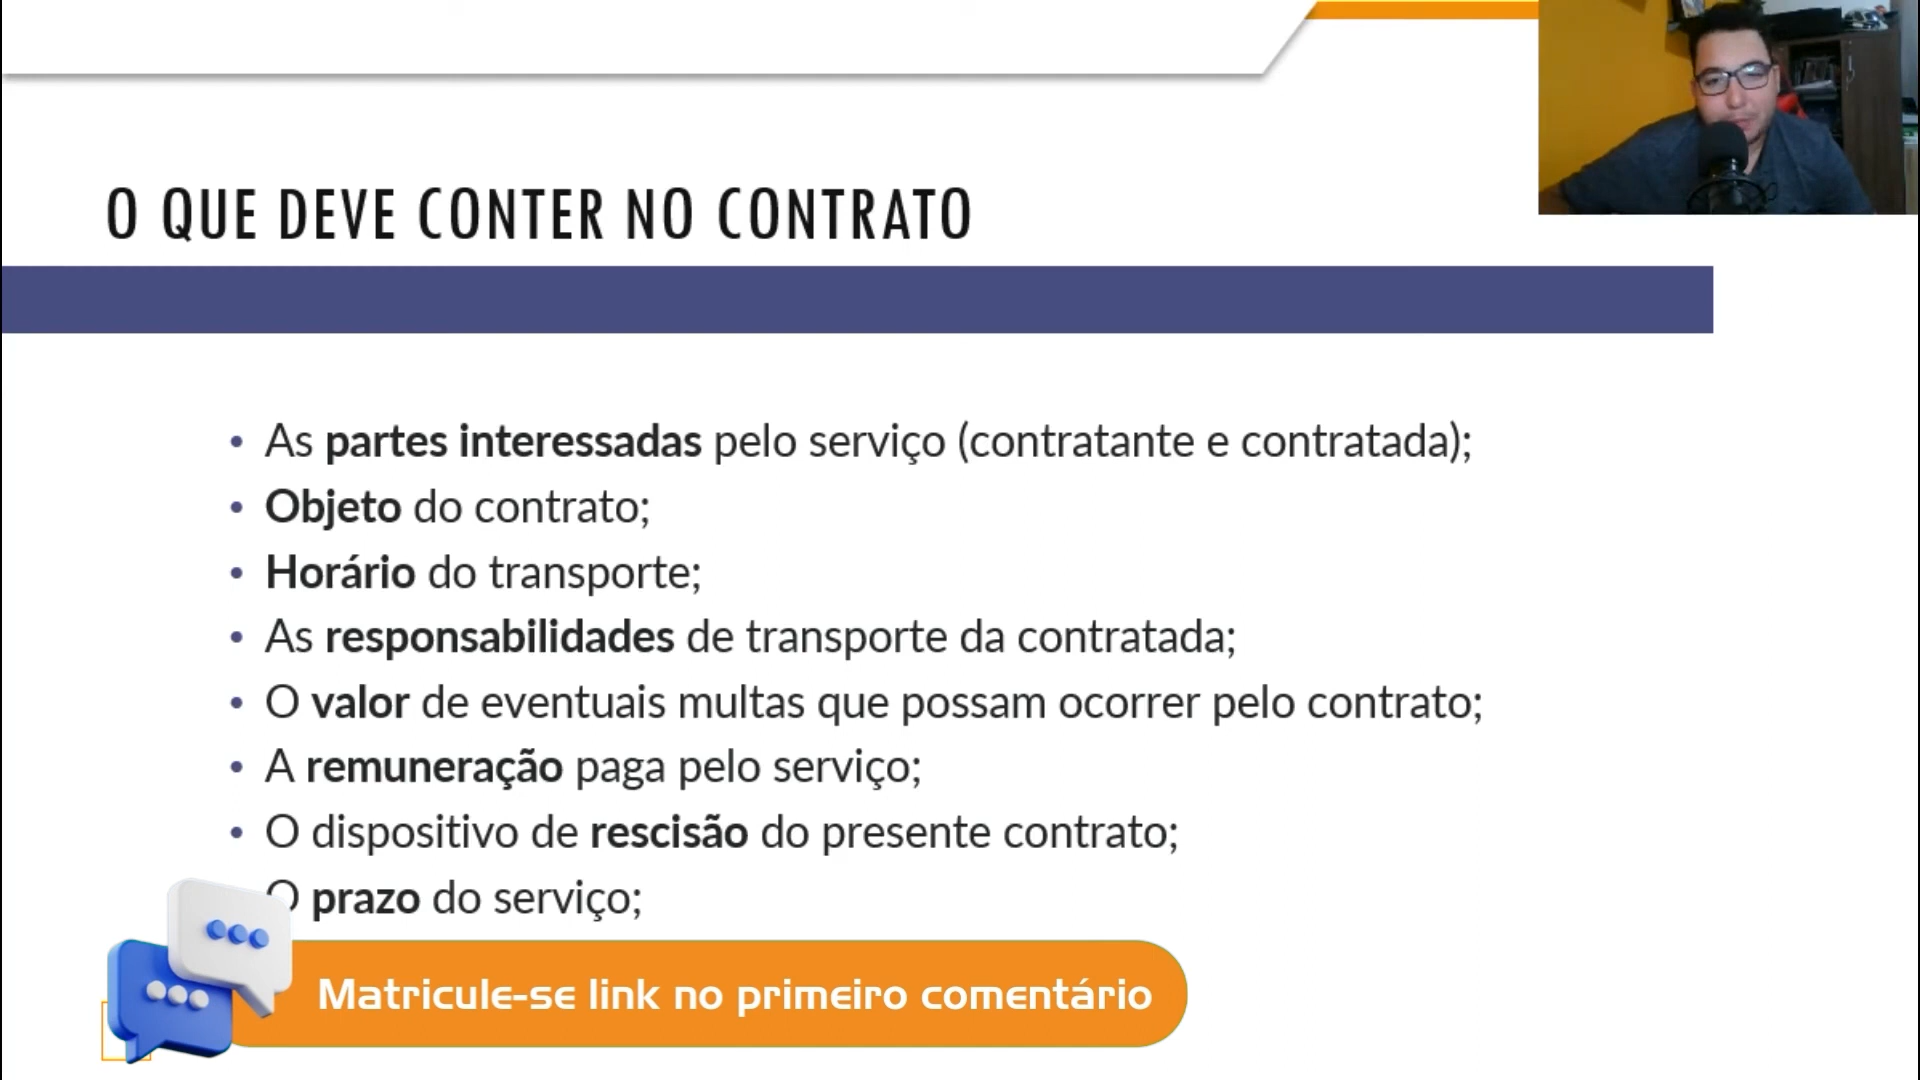 O QUE DEVE CONTER NO CONTRATO
• As partes interessadas pelo serviço (contratante e contratada);
• Objeto do contrato;
• Horário do transporte;
• As responsabilidades de transporte da contratada;
• O valor de eventuais multas que possam ocorrer pelo contrato;
• A remuneração paga pelo serviço;
• O dispositivo de rescisão do presente contrato;
O prazo do serviço;
Matricule-se link no primeiro comentário